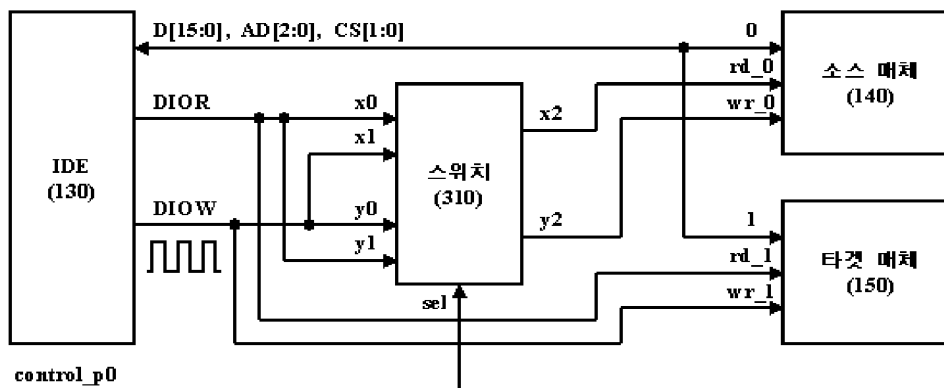 D[15:0], AD[2:0], CS[1:0]
0
rd_0
wr_0
소스 매체
(140)
DIOR
x0
x1
x2
IDE
(130)
스위치
(310)
DIOW
y0
y1
y2
1
rd_1
wr_1
타겟 매체
(150)
sel
control_p0